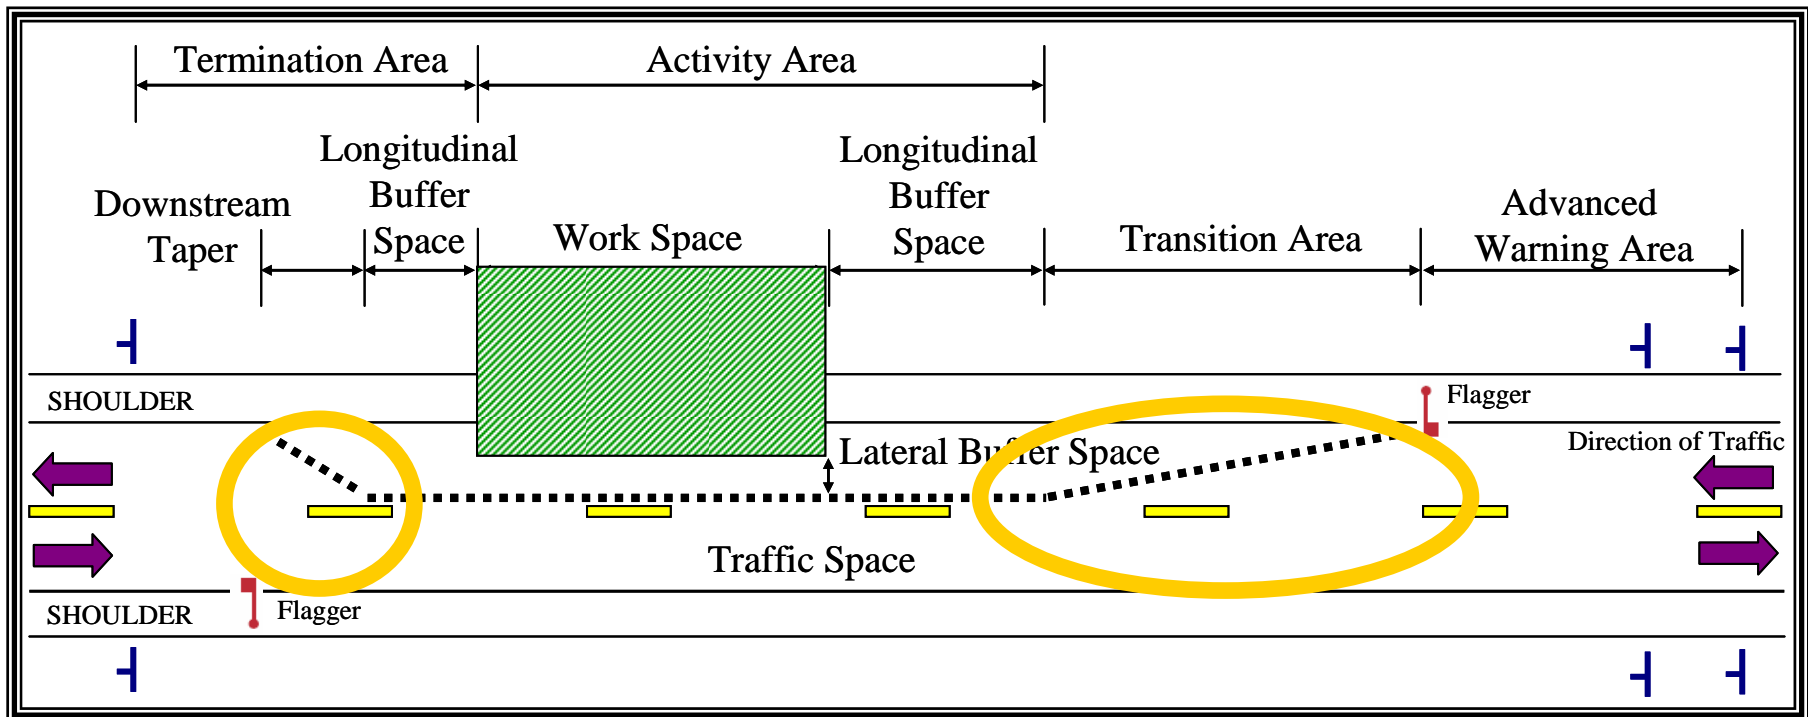 Termination Area
Activity Area
Longitudinal
Buffer
Space
Longitudinal
Buffer
Space
Downstream
Taper
Work Space
Transition Area
Advanced
Warning Area
SHOULDER
Flagger
Direction of Traffic
Lateral Buffer Space
Traffic Space
SHOULDER
Flagger